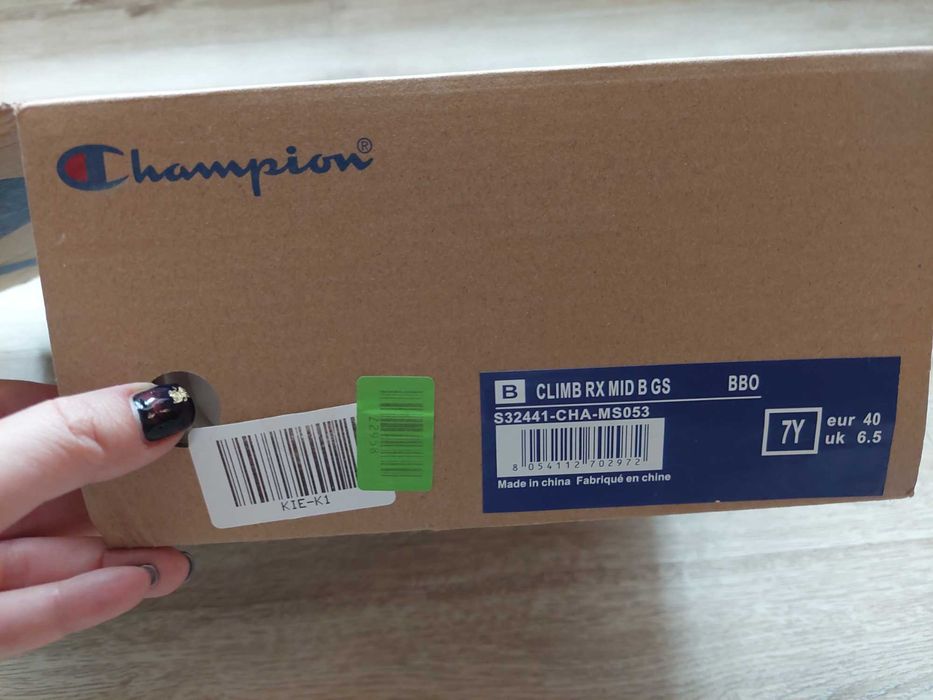 Champion®
B CLIMB RX MID B GS BBO
S32441-CHA-MS053
8 054112 702972
Made in china Fabriqué en chine
7Y
eur 40
uk 6.5
KIE-K1